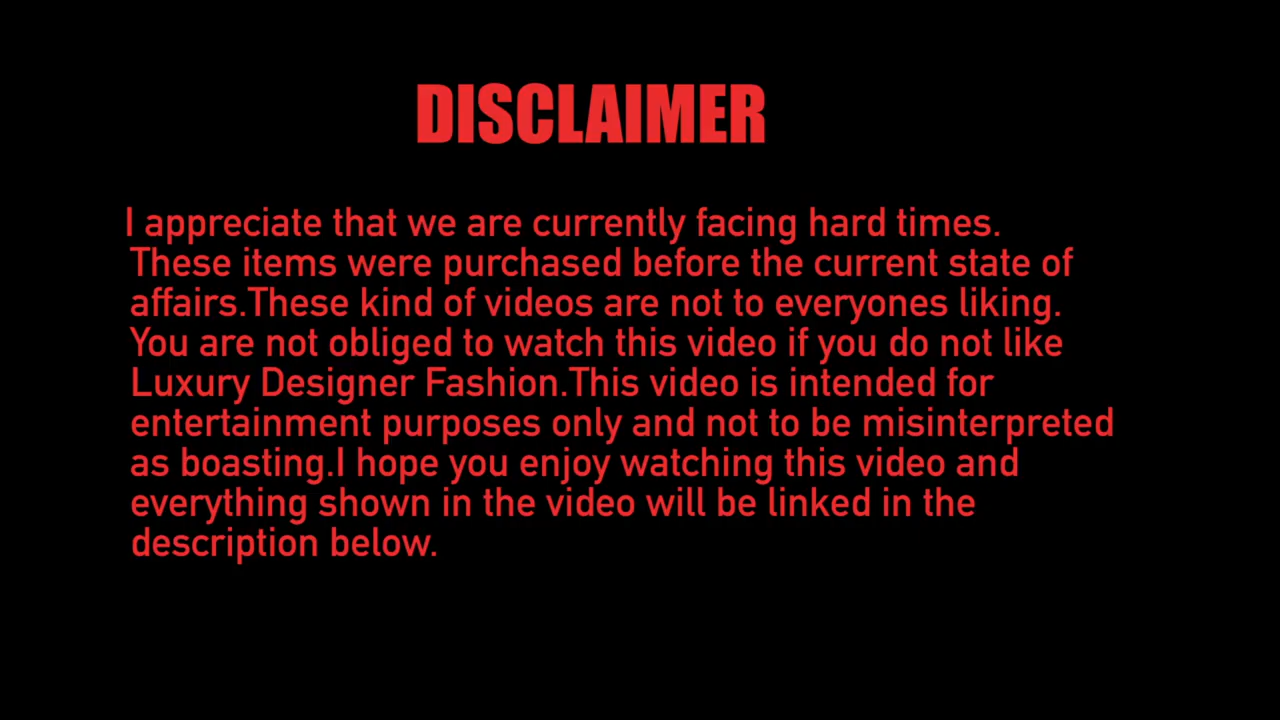 DISCLAIMER
I appreciate that we are currently facing hard times.
These items were purchased before the current state of
affairs.These kind of videos are not to everyones liking.
You are not obliged to watch this video if you do not like
Luxury Designer Fashion.This video is intended for
entertainment purposes only and not to be misinterpreted
as boasting.I hope you enjoy watching this video and
everything shown in the video will be linked in the
description below.